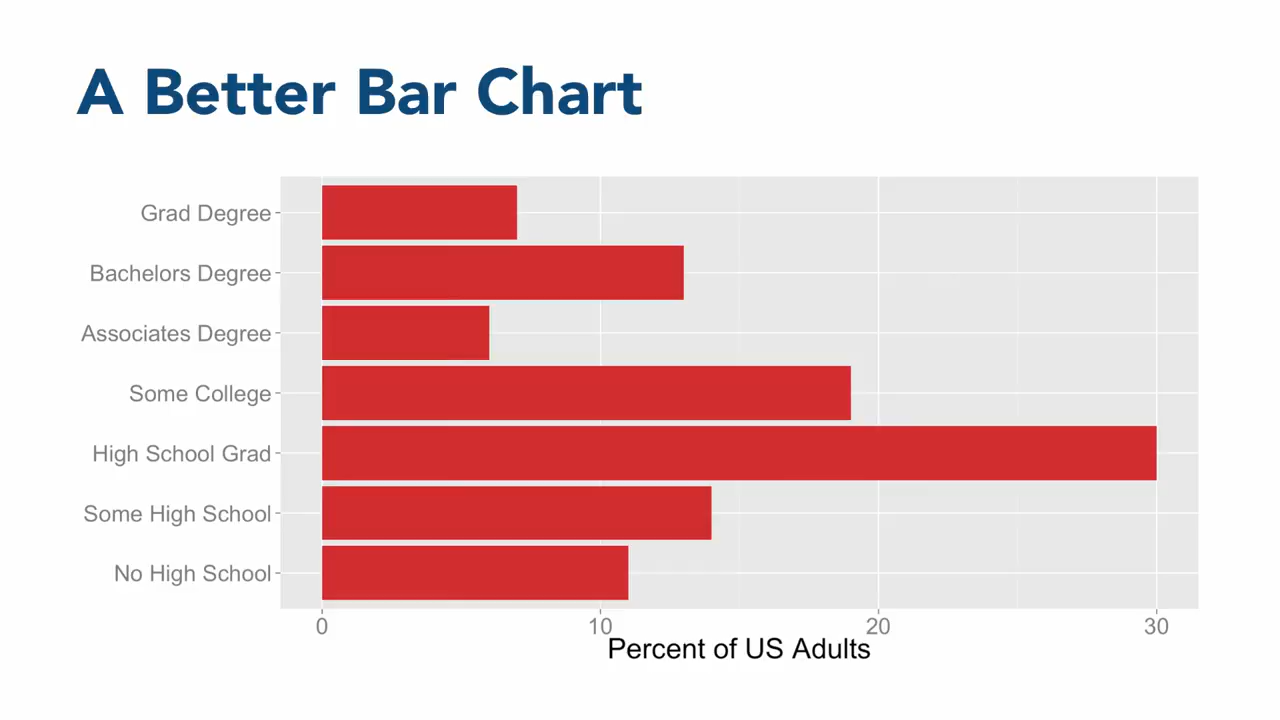 A Better Bar Chart
Grad Degree
Bachelors Degree
Associates Degree
Some College
High School Grad
Some High School
No High School
0 10 20 30
Percent of US Adults